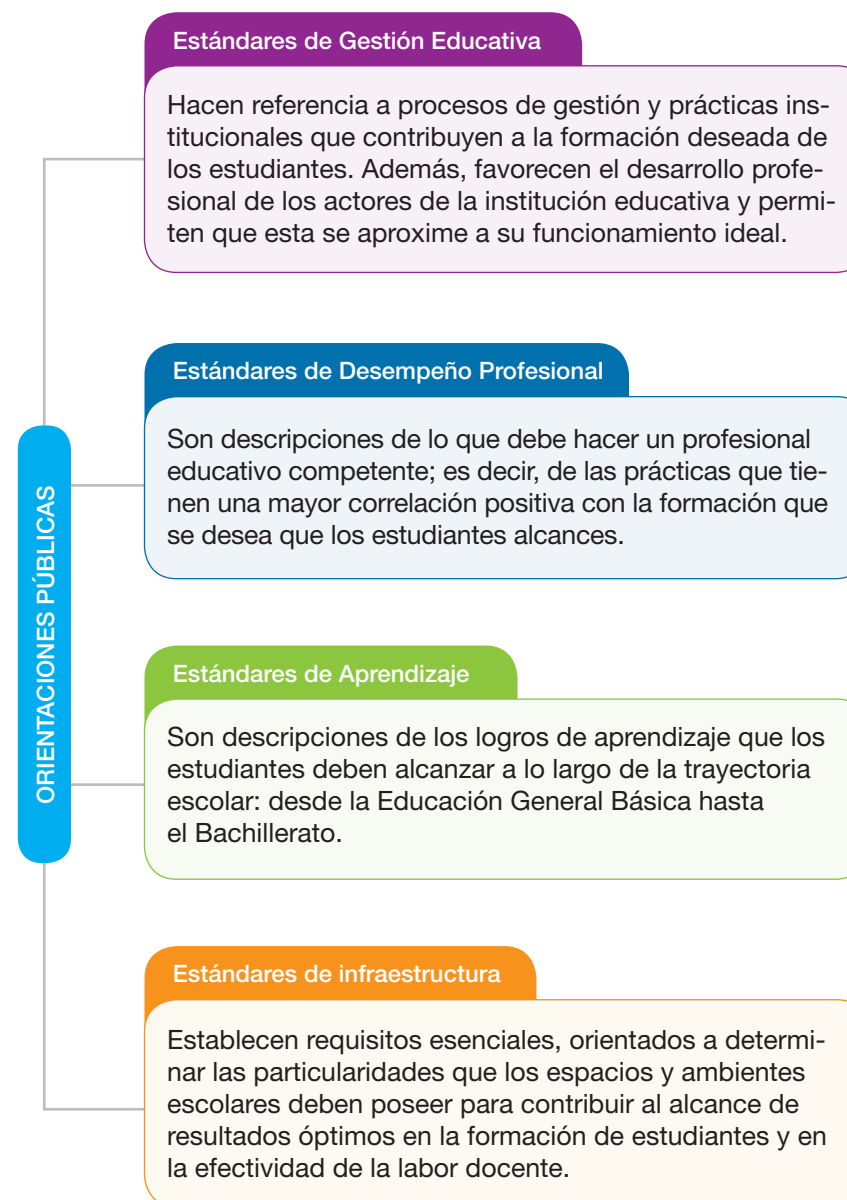 ORIENTACIONES PÚBLICAS
Estándares de Gestión Educativa
Hacen referencia a procesos de gestión y prácticas ins-
titucionales que contribuyen a la formación deseada de
los estudiantes. Además, favorecen el desarrollo profe-
sional de los actores de la institución educativa y permi-
ten que esta se aproxime a su funcionamiento ideal.
Estándares de Desempeño Profesional
Son descripciones de lo que debe hacer un profesional
educativo competente; es decir, de las prácticas que tie-
nen una mayor correlación positiva con la formación que
se desea que los estudiantes alcances.
Estándares de Aprendizaje
Son descripciones de los logros de aprendizaje que los
estudiantes deben alcanzar a lo largo de la trayectoria
escolar: desde la Educación General Básica hasta
el Bachillerato.
Estándares de infraestructura
Establecen requisitos esenciales, orientados a determi-
nar las particularidades que los espacios y ambientes
escolares deben poseer para contribuir al alcance de
resultados óptimos en la formación de estudiantes y en
la efectividad de la labor docente.